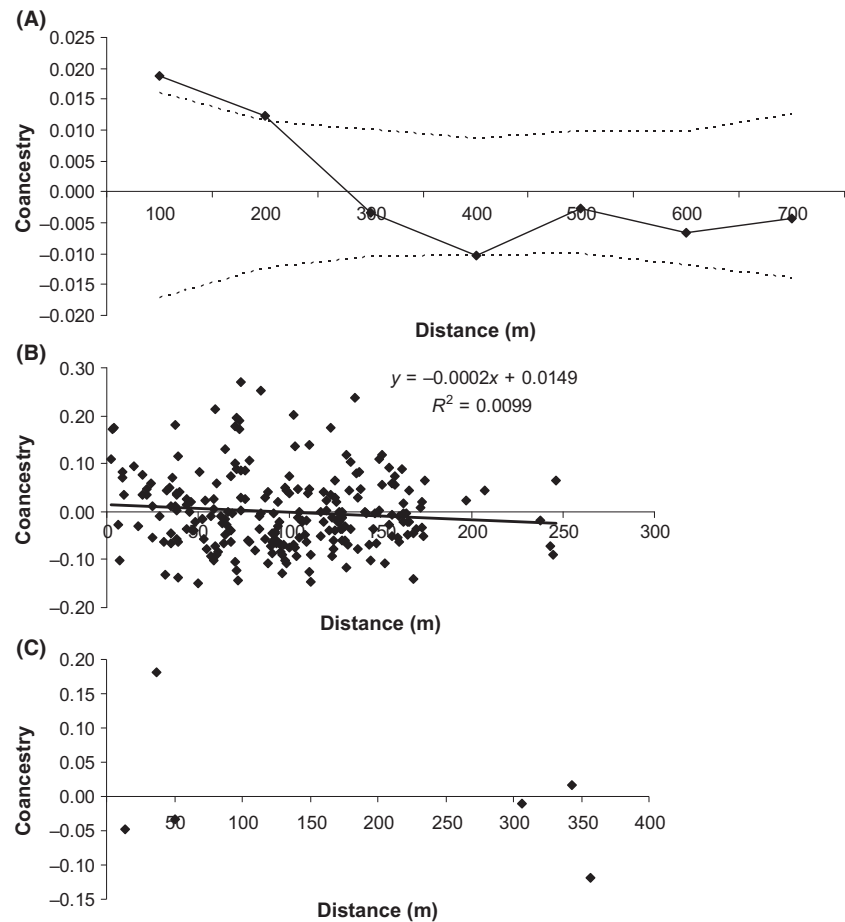 (A)
0.025
0.020
0.015
0.010
0.005
0.000
–0.005
–0.010
–0.015
–0.020
Coancestry
100 200 300 400 500 600 700
Distance (m)
(B)
0.30
0.20
0.10
0.00
–0.10
–0.20
Coancestry
y = –0.0002x + 0.0149
R² = 0.0099
0 50 100 150 200 250 300
Distance (m)
(C)
0.20
0.15
0.10
0.05
0.00
–0.05
–0.10
–0.15
Coancestry
50 100 150 200 250 300 350 400
Distance (m)